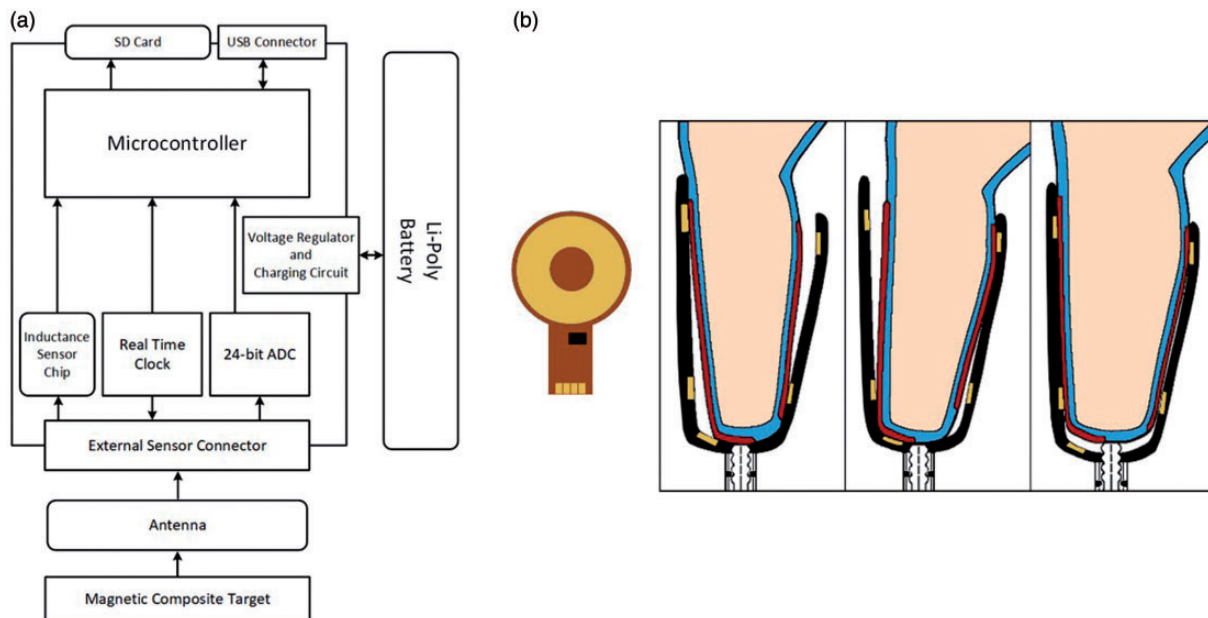 (a)
(b)
SD Card
USB Connector
Microcontroller
Voltage Regulator
and
Charging Circuit
Li-Poly
Battery
Inductance
Sensor
Chip
Real Time
Clock
24-bit ADC
External Sensor Connector
Antenna
Magnetic Composite Target